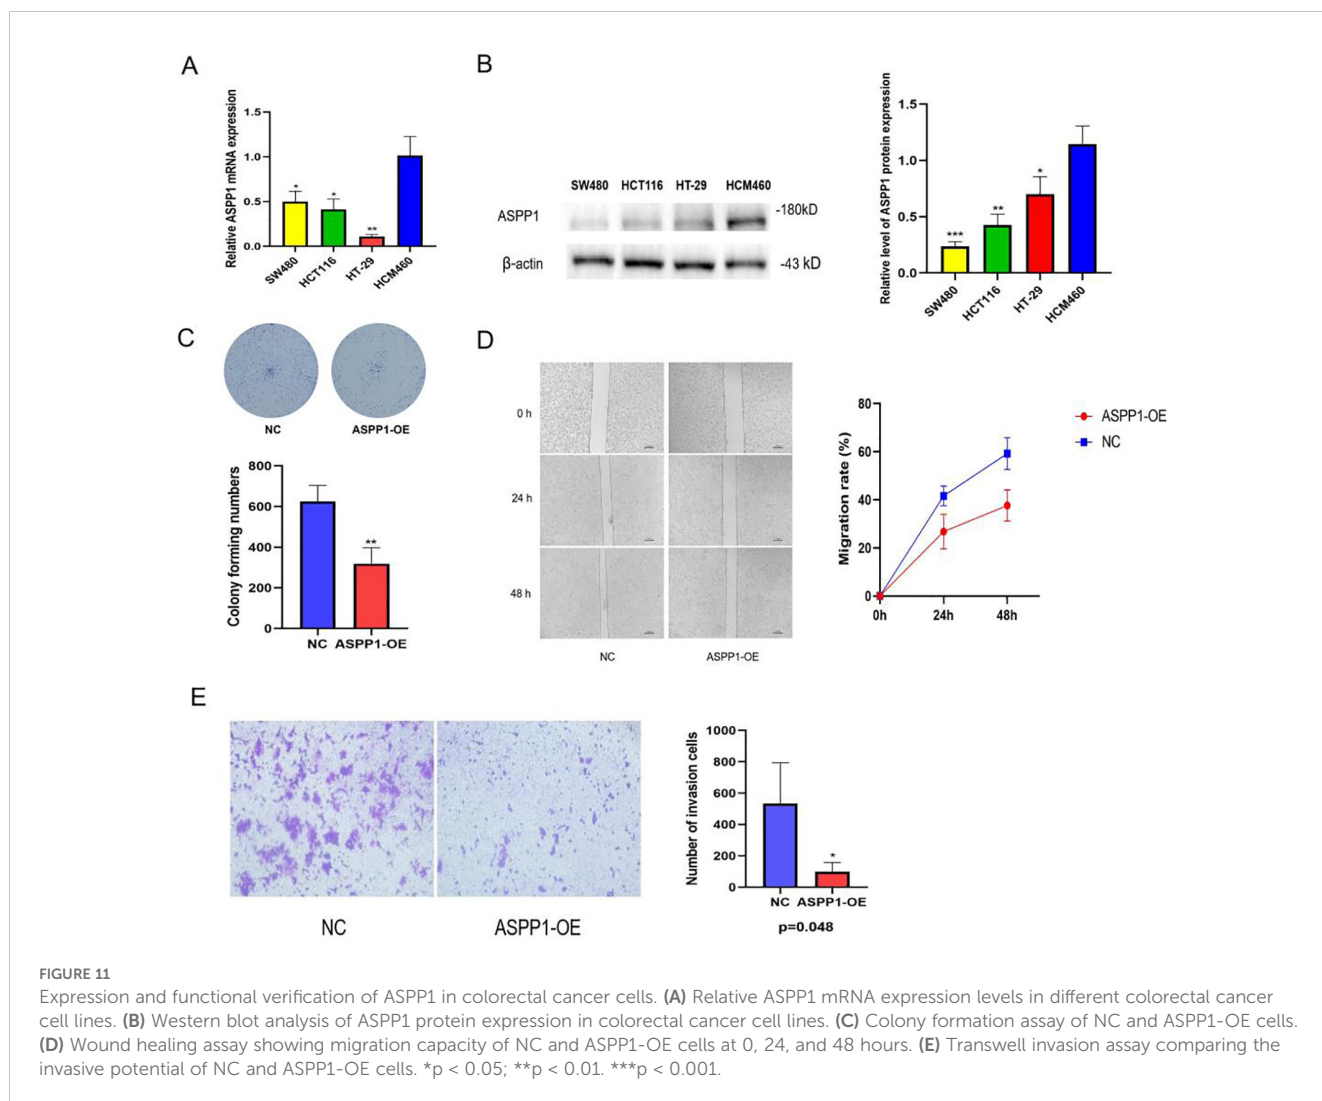 A
Relative ASPP1 mRNA expression
1.5
1.0
0.5
0.0
*
*
**
SW480
HCT116
HT-29
HCM460
B
SW480 HCT116 HT-29 HCM460
ASPP1
-180kD
β-actin
-43 kD
Relative level of ASPP1 protein expression
1.5
1.0
0.5
0.0
***
**
*
SW480
HCT116
HT-29
HCM460
C
NC ASPP1-OE
Colony forming numbers
800
600
400
200
0
**
NC ASPP1-OE
D
0 h
24 h
48 h
NC ASPP1-OE
Migration rate (%)
80
60
40
20
0
0h 24h 48h
ASPP1-OE
NC
E
NC ASPP1-OE
Number of invasion cells
1000
800
600
400
200
0
*
NC ASPP1-OE
p=0.048
FIGURE 11
Expression and functional verification of ASPP1 in colorectal cancer cells. (A) Relative ASPP1 mRNA expression levels in different colorectal cancer
cell lines. (B) Western blot analysis of ASPP1 protein expression in colorectal cancer cell lines. (C) Colony formation assay of NC and ASPP1-OE cells.
(D) Wound healing assay showing migration capacity of NC and ASPP1-OE cells at 0, 24, and 48 hours. (E) Transwell invasion assay comparing the
invasive potential of NC and ASPP1-OE cells. *p < 0.05; **p < 0.01. ***p < 0.001.